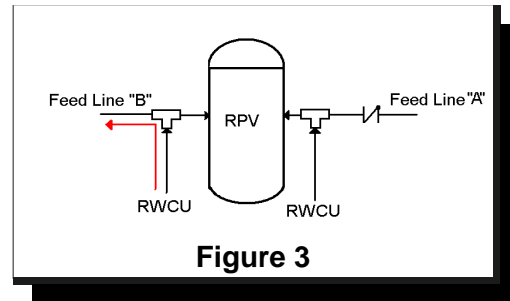 Feed Line "B"
Feed Line "A"
RPV
RWCU
RWCU
Figure 3